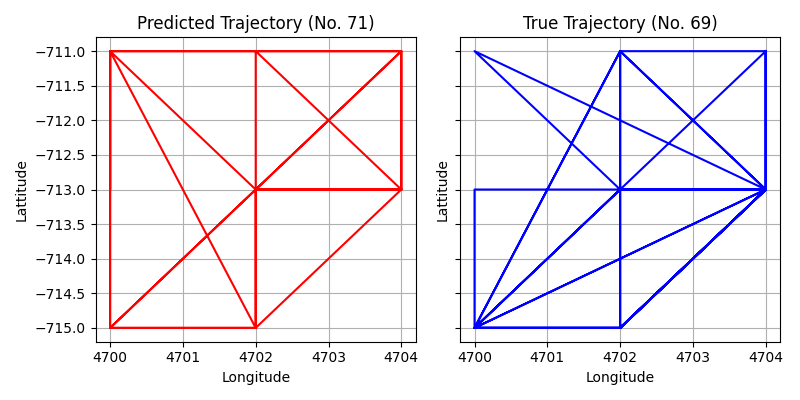 Predicted Trajectory (No. 71)
True Trajectory (No. 69)
Lattitude
−711.0
−711.5
−712.0
−712.5
−713.0
−713.5
−714.0
−714.5
−715.0
4700 4701 4702 4703 4704
Longitude
Lattitude
4700 4701 4702 4703 4704
Longitude